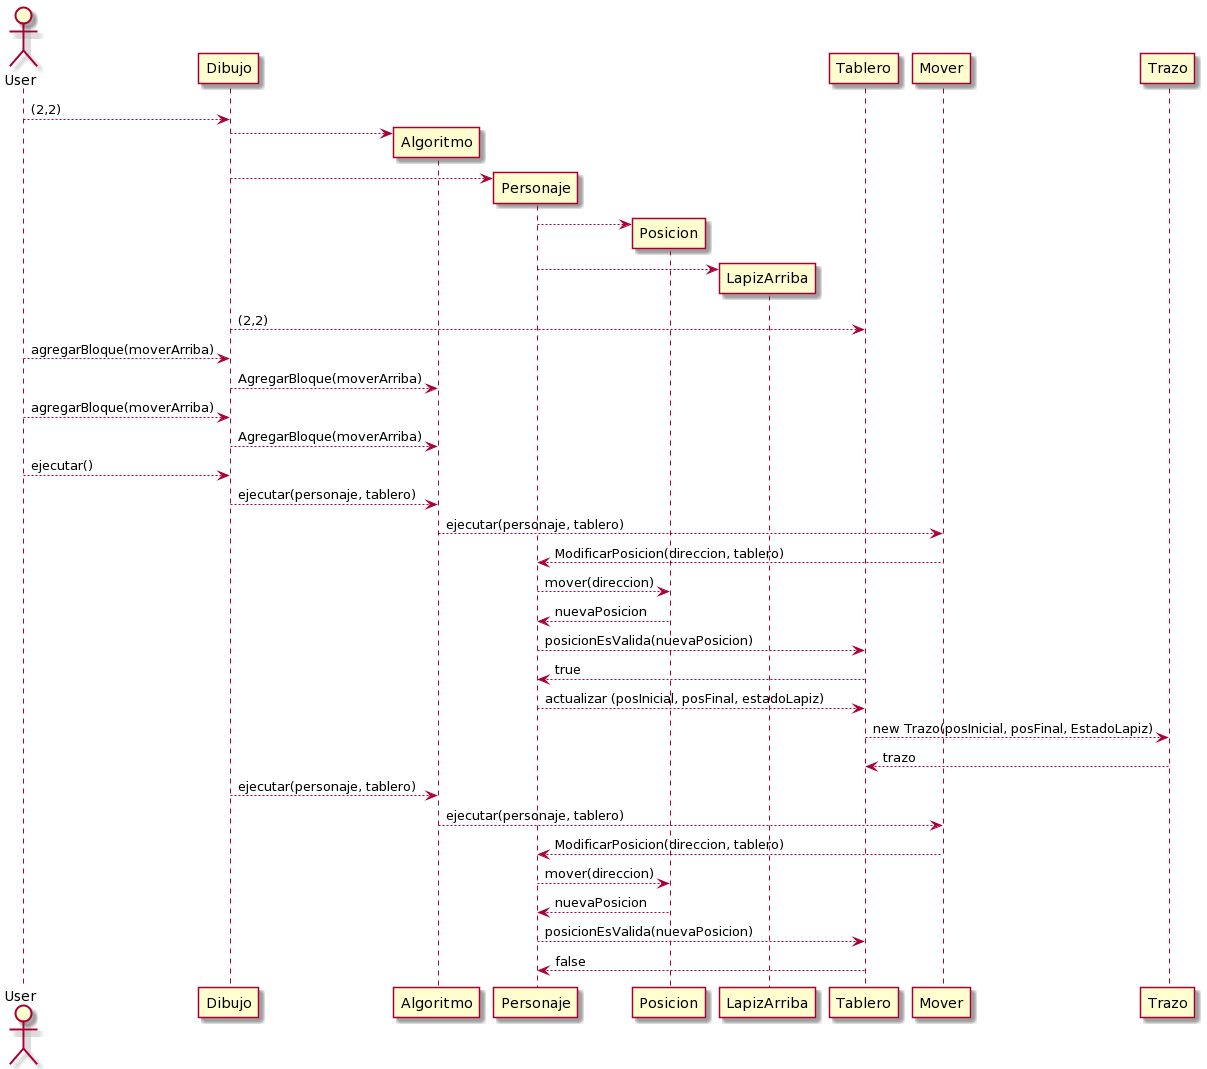 User
Dibujo
Tablero
Mover
Trazo
(2,2)
Algoritmo
Personaje
Posicion
LapizArriba
(2,2)
agregarBloque(moverArriba)
AgregarBloque(moverArriba)
agregarBloque(moverArriba)
AgregarBloque(moverArriba)
ejecutar()
ejecutar(personaje, tablero)
ejecutar(personaje, tablero)
ModificarPosicion(direccion, tablero)
mover(direccion)
nuevaPosicion
posicionEsValida(nuevaPosicion)
true
actualizar (posInicial, posFinal, estadoLapiz)
new Trazo(posInicial, posFinal, EstadoLapiz)
trazo
ejecutar(personaje, tablero)
ejecutar(personaje, tablero)
ModificarPosicion(direccion, tablero)
mover(direccion)
nuevaPosicion
posicionEsValida(nuevaPosicion)
false
User
Dibujo
Algoritmo
Personaje
Posicion
LapizArriba
Tablero
Mover
Trazo